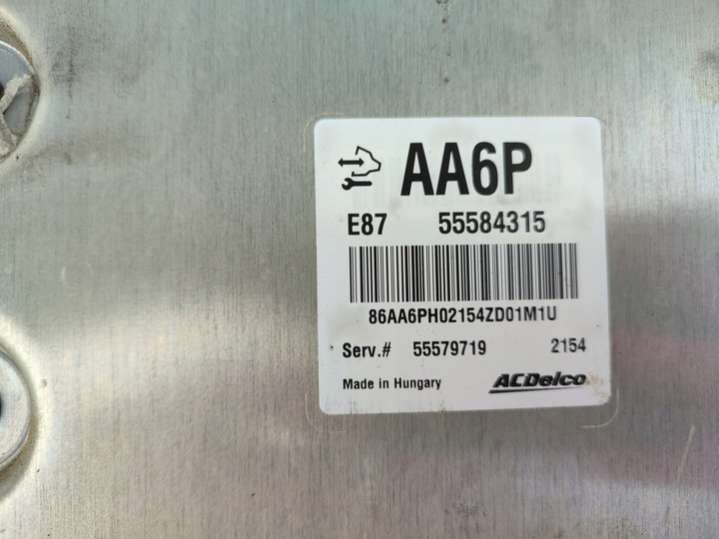 AA6P
E87 55584315
86AA6PH02154ZD01M1U
Serv.# 55579719 2154
Made in Hungary ACDelco